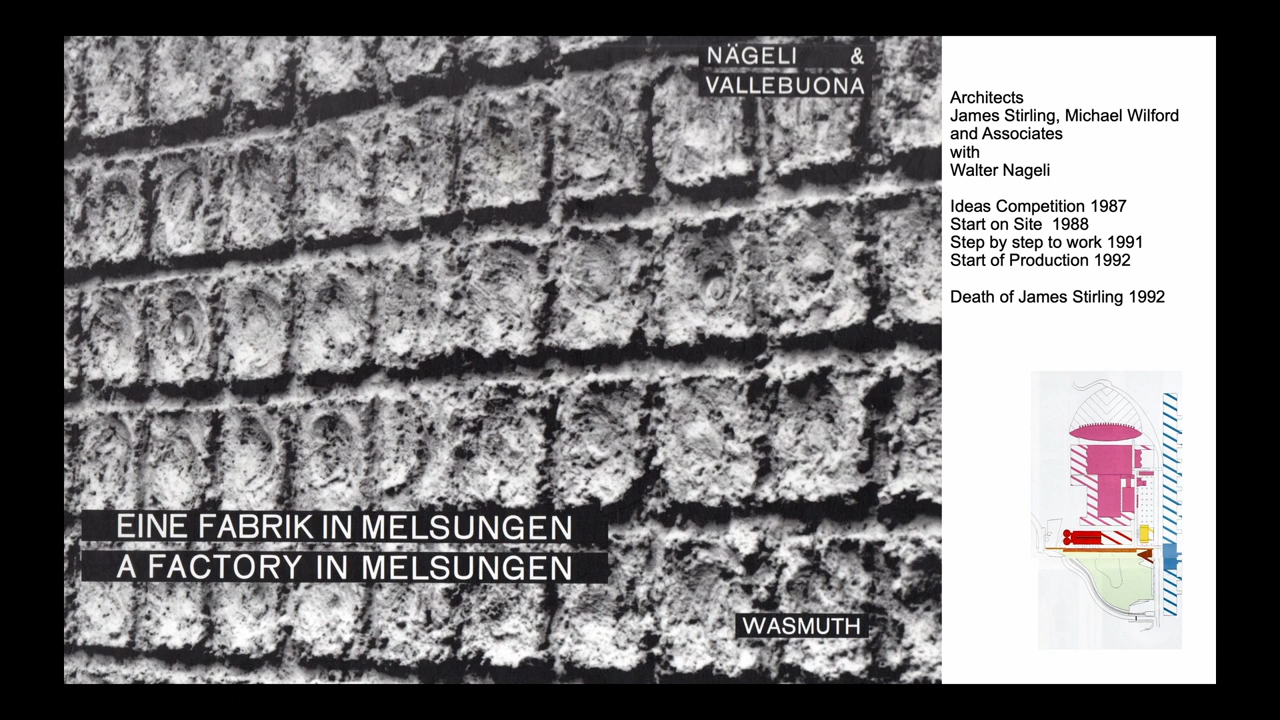 NÄGELI &
VALLEBUONA
EINE FABRIK IN MELSUNGEN
A FACTORY IN MELSUNGEN
WASMUTH
Architects
James Stirling, Michael Wilford
and Associates
with
Walter Nageli
Ideas Competition 1987
Start on Site  1988
Step by step to work 1991
Start of Production 1992
Death of James Stirling 1992